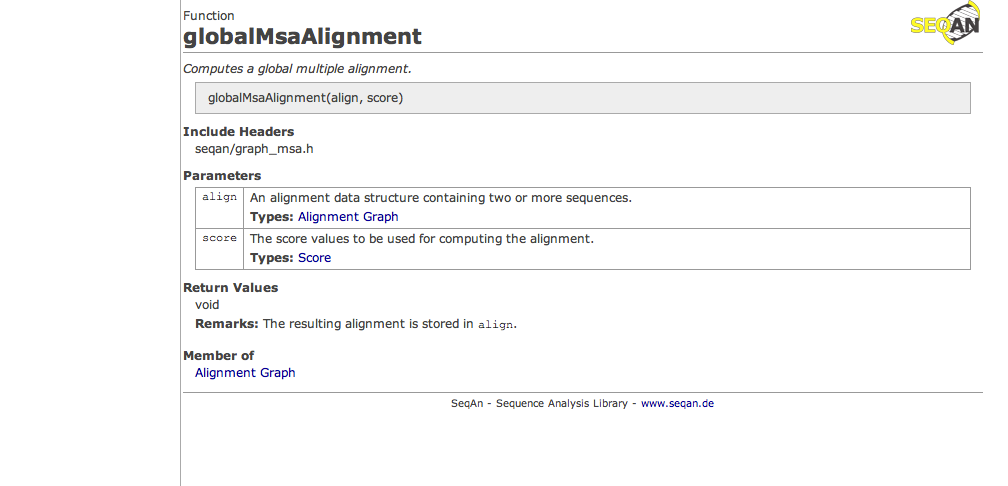 Function
globalMsaAlignment
SEQAN
Computes a global multiple alignment.
globalMsaAlignment(align, score)
Include Headers
seqan/graph_msa.h
Parameters
align An alignment data structure containing two or more sequences.
Types: Alignment Graph
score The score values to be used for computing the alignment.
Types: Score
Return Values
void
Remarks: The resulting alignment is stored in align.
Member of
Alignment Graph
SeqAn - Sequence Analysis Library - www.seqan.de